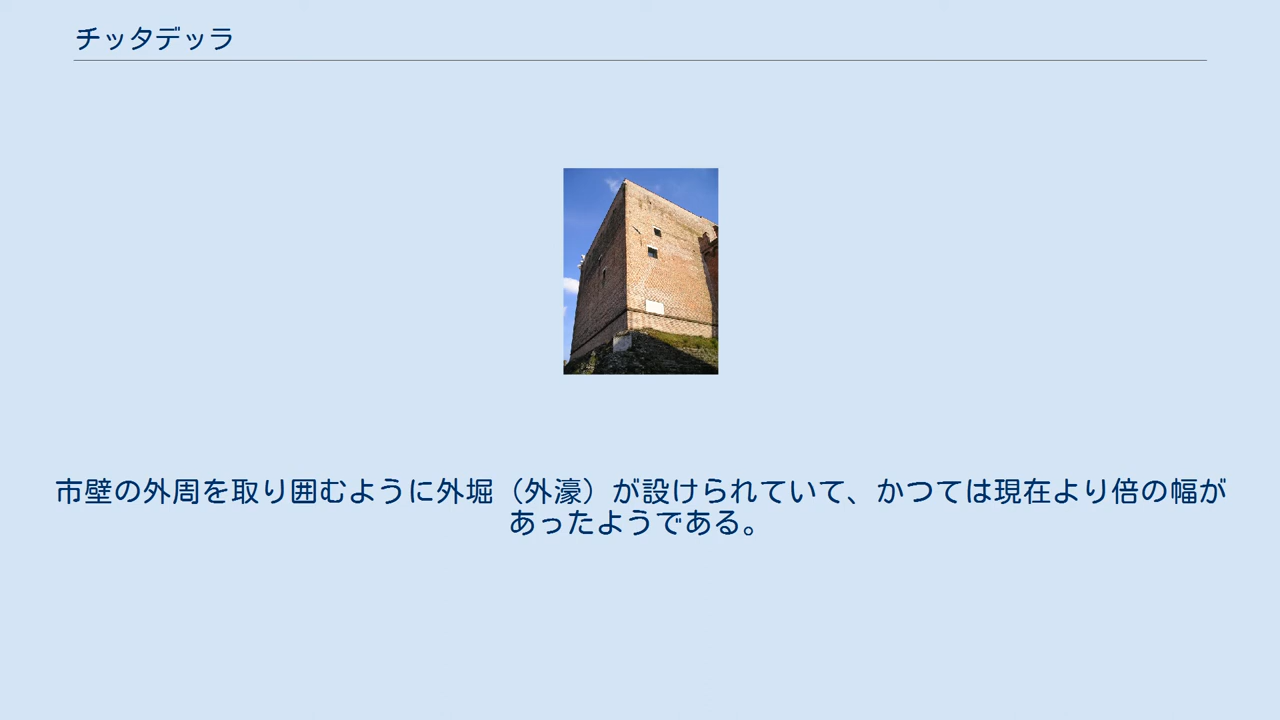 チッタデッラ
市壁の外周を取り囲むように外堀（外濠）が設けられていて、かつては現在より倍の幅が
あったようである。